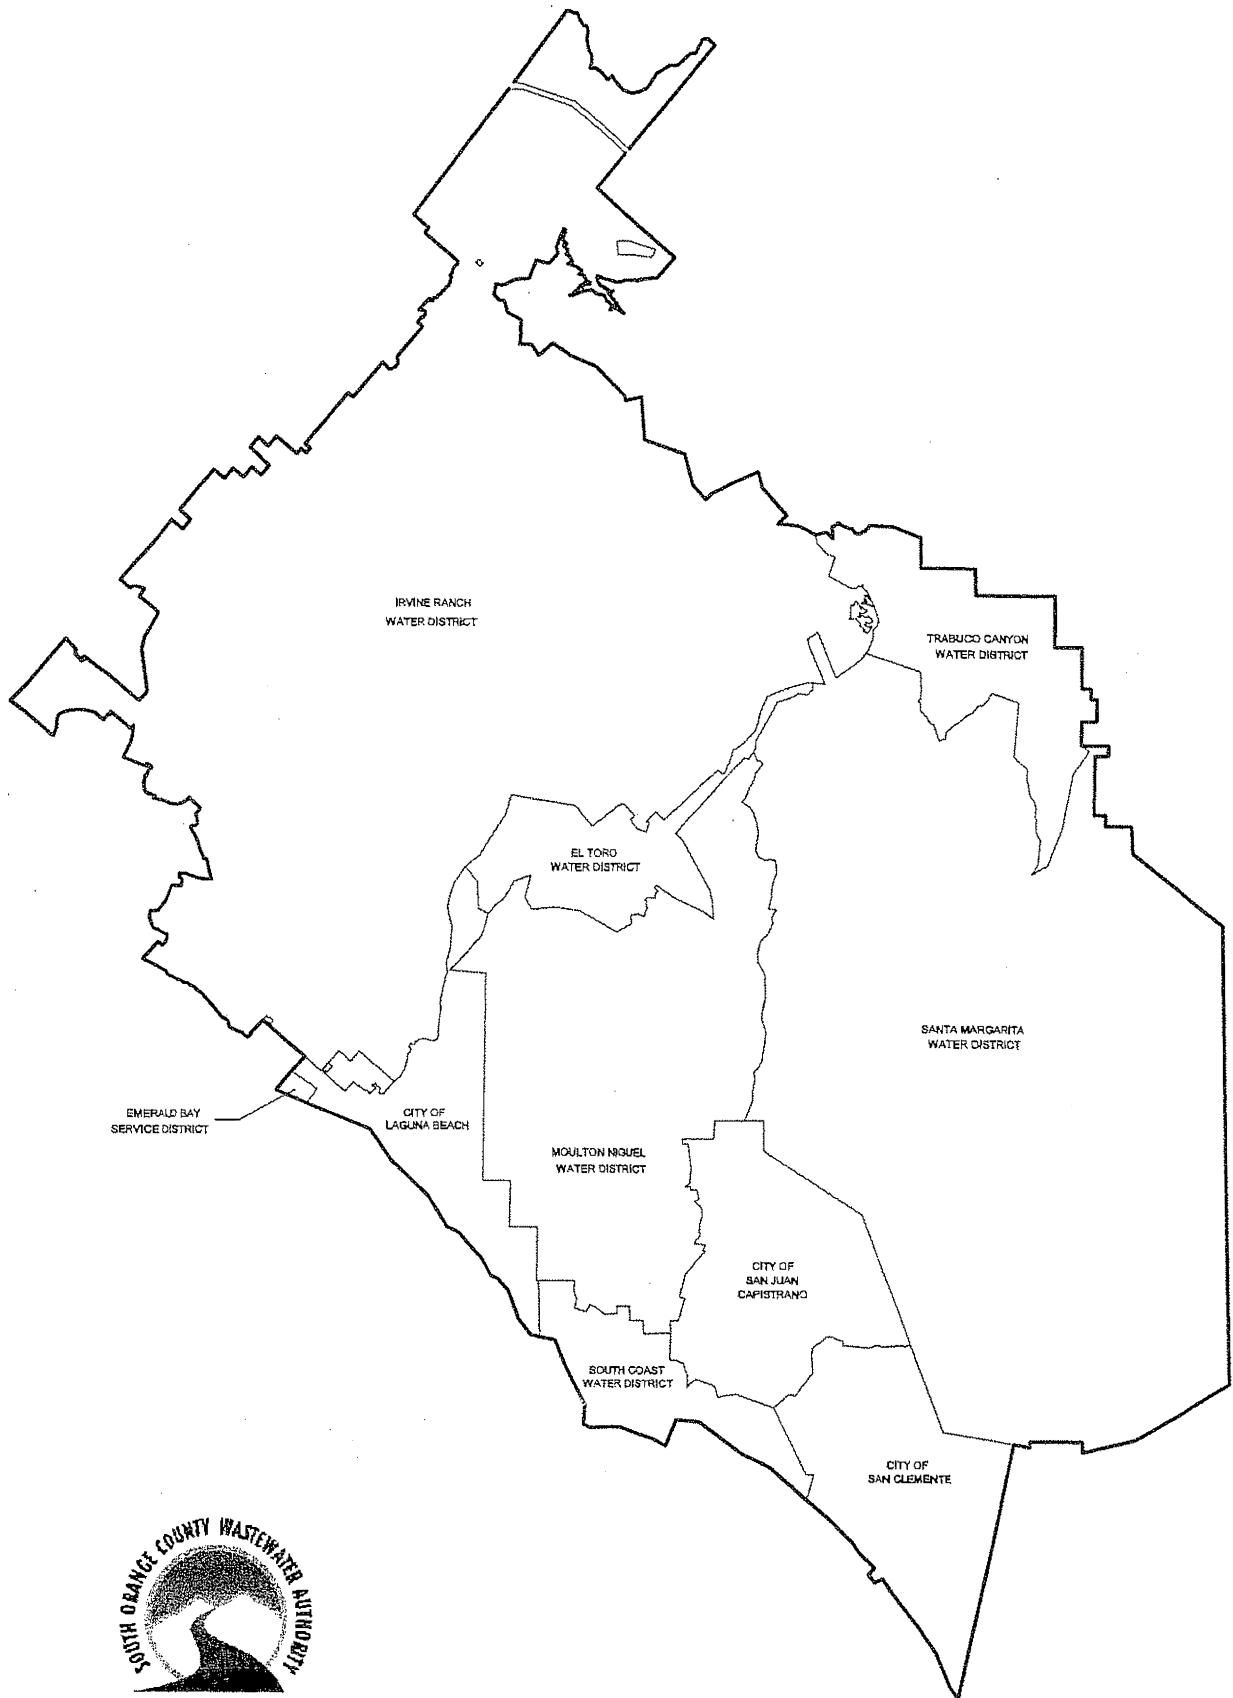 IRVINE RANCH
WATER DISTRICT
TRABUCO CANYON
WATER DISTRICT
EL TORO
WATER DISTRICT
SANTA MARGARITA
WATER DISTRICT
EMERALD BAY
SERVICE DISTRICT
CITY OF
LAGUNA BEACH
MOULTON NIGUEL
WATER DISTRICT
CITY OF
SAN JUAN
CAPISTRANO
SOUTH COAST
WATER DISTRICT
CITY OF
SAN CLEMENTE
SOUTH ORANGE COUNTY WASTEWATER AUTHORITY